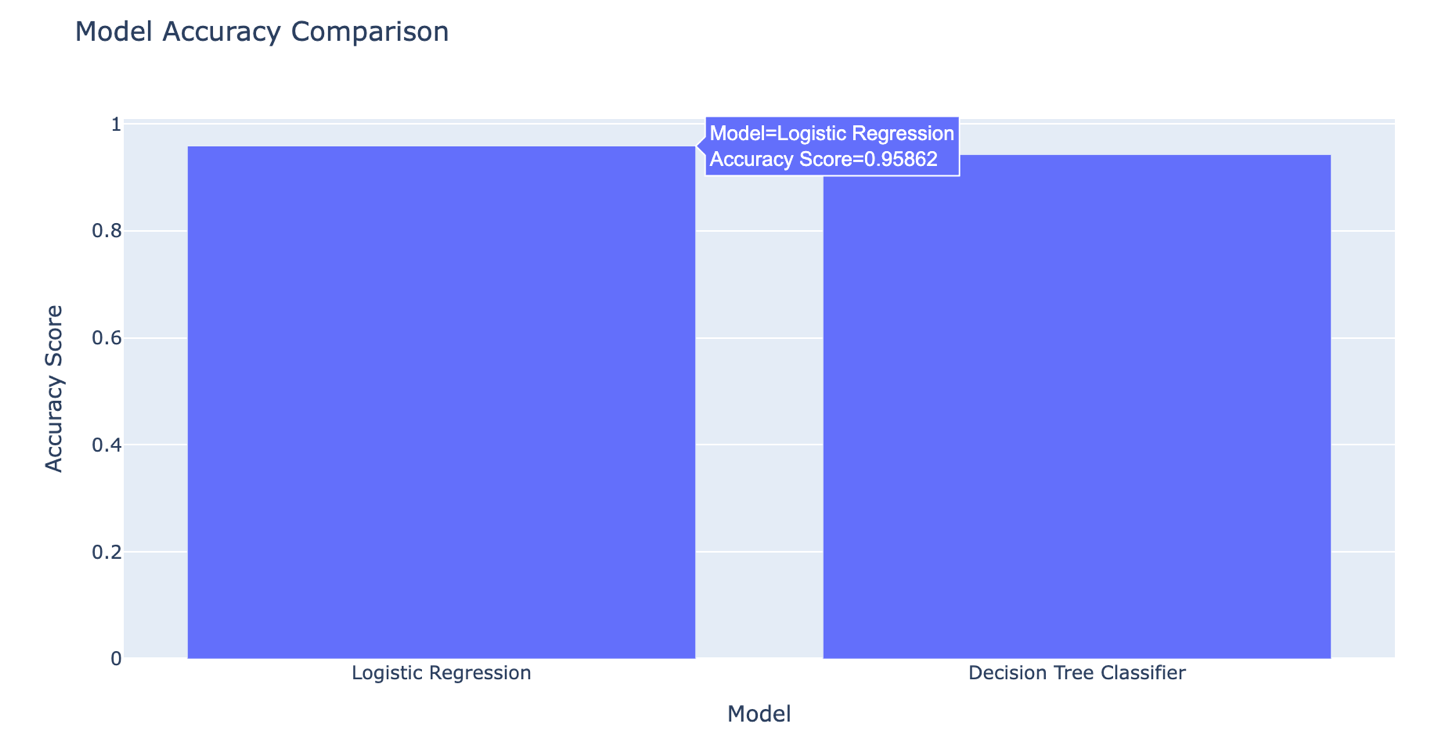 Model Accuracy Comparison
1
0.8
0.6
0.4
0.2
0
Accuracy Score
Model=Logistic Regression
Accuracy Score=0.95862
Logistic Regression
Decision Tree Classifier
Model